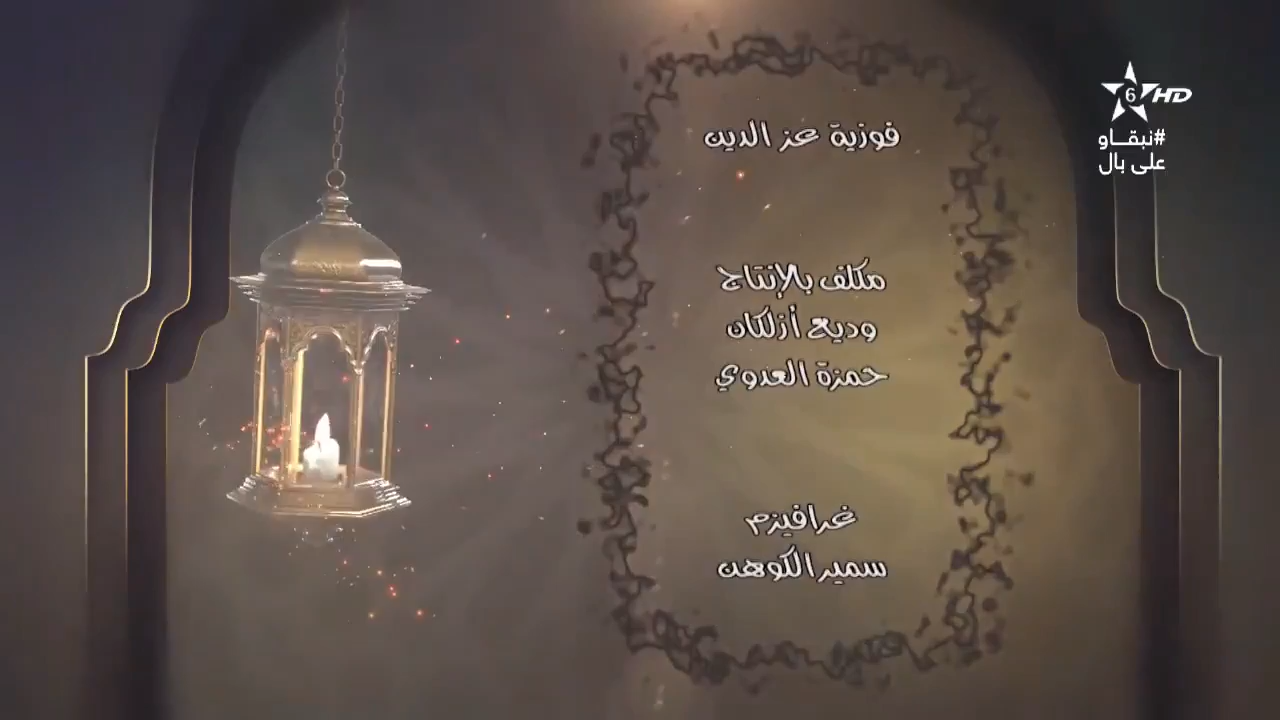 فوزية عز الدين
مكلف بالإنتاج
وديع أزلكان
حمزة العدوي
غرافيزم
سمير الكوهن
6 HD
#نبقاو
على بال